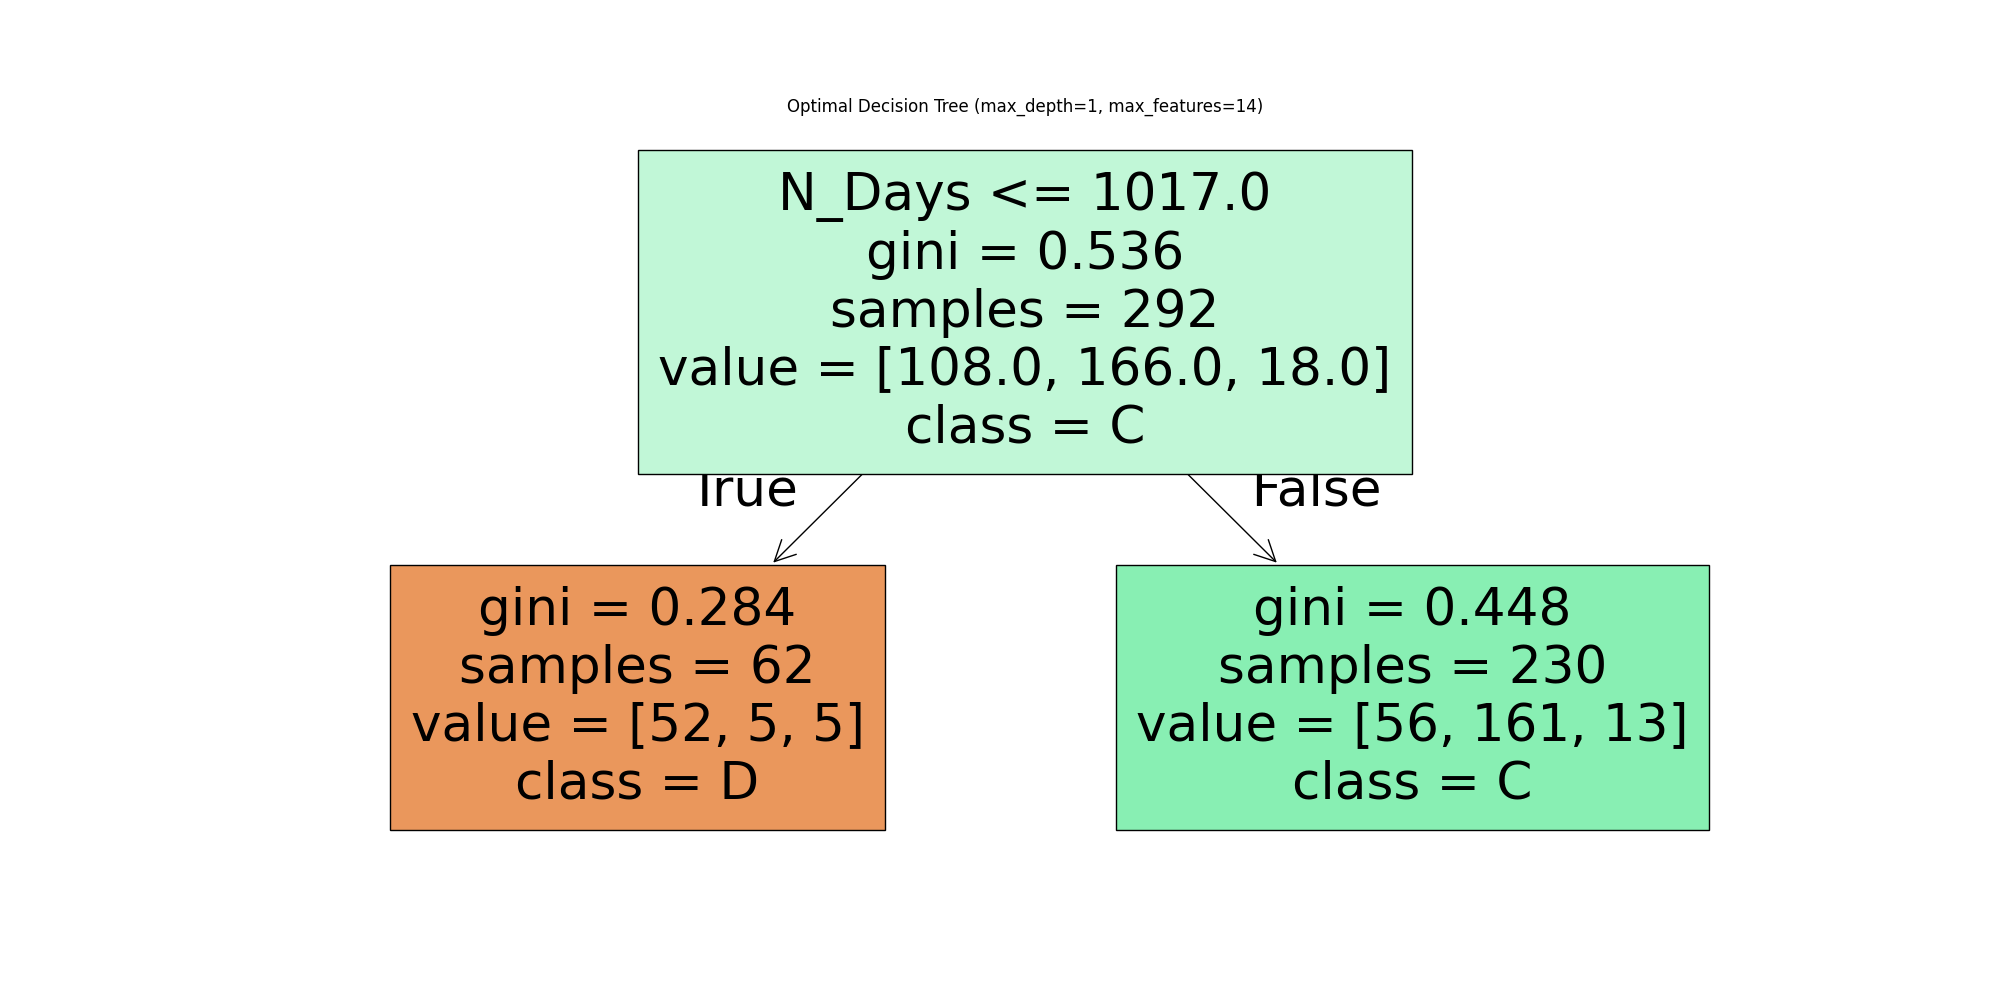 Optimal Decision Tree (max_depth=1, max_features=14)
N_Days <= 1017.0
gini = 0.536
samples = 292
value = [108.0, 166.0, 18.0]
class = C
True
False
gini = 0.284
samples = 62
value = [52, 5, 5]
class = D
gini = 0.448
samples = 230
value = [56, 161, 13]
class = C